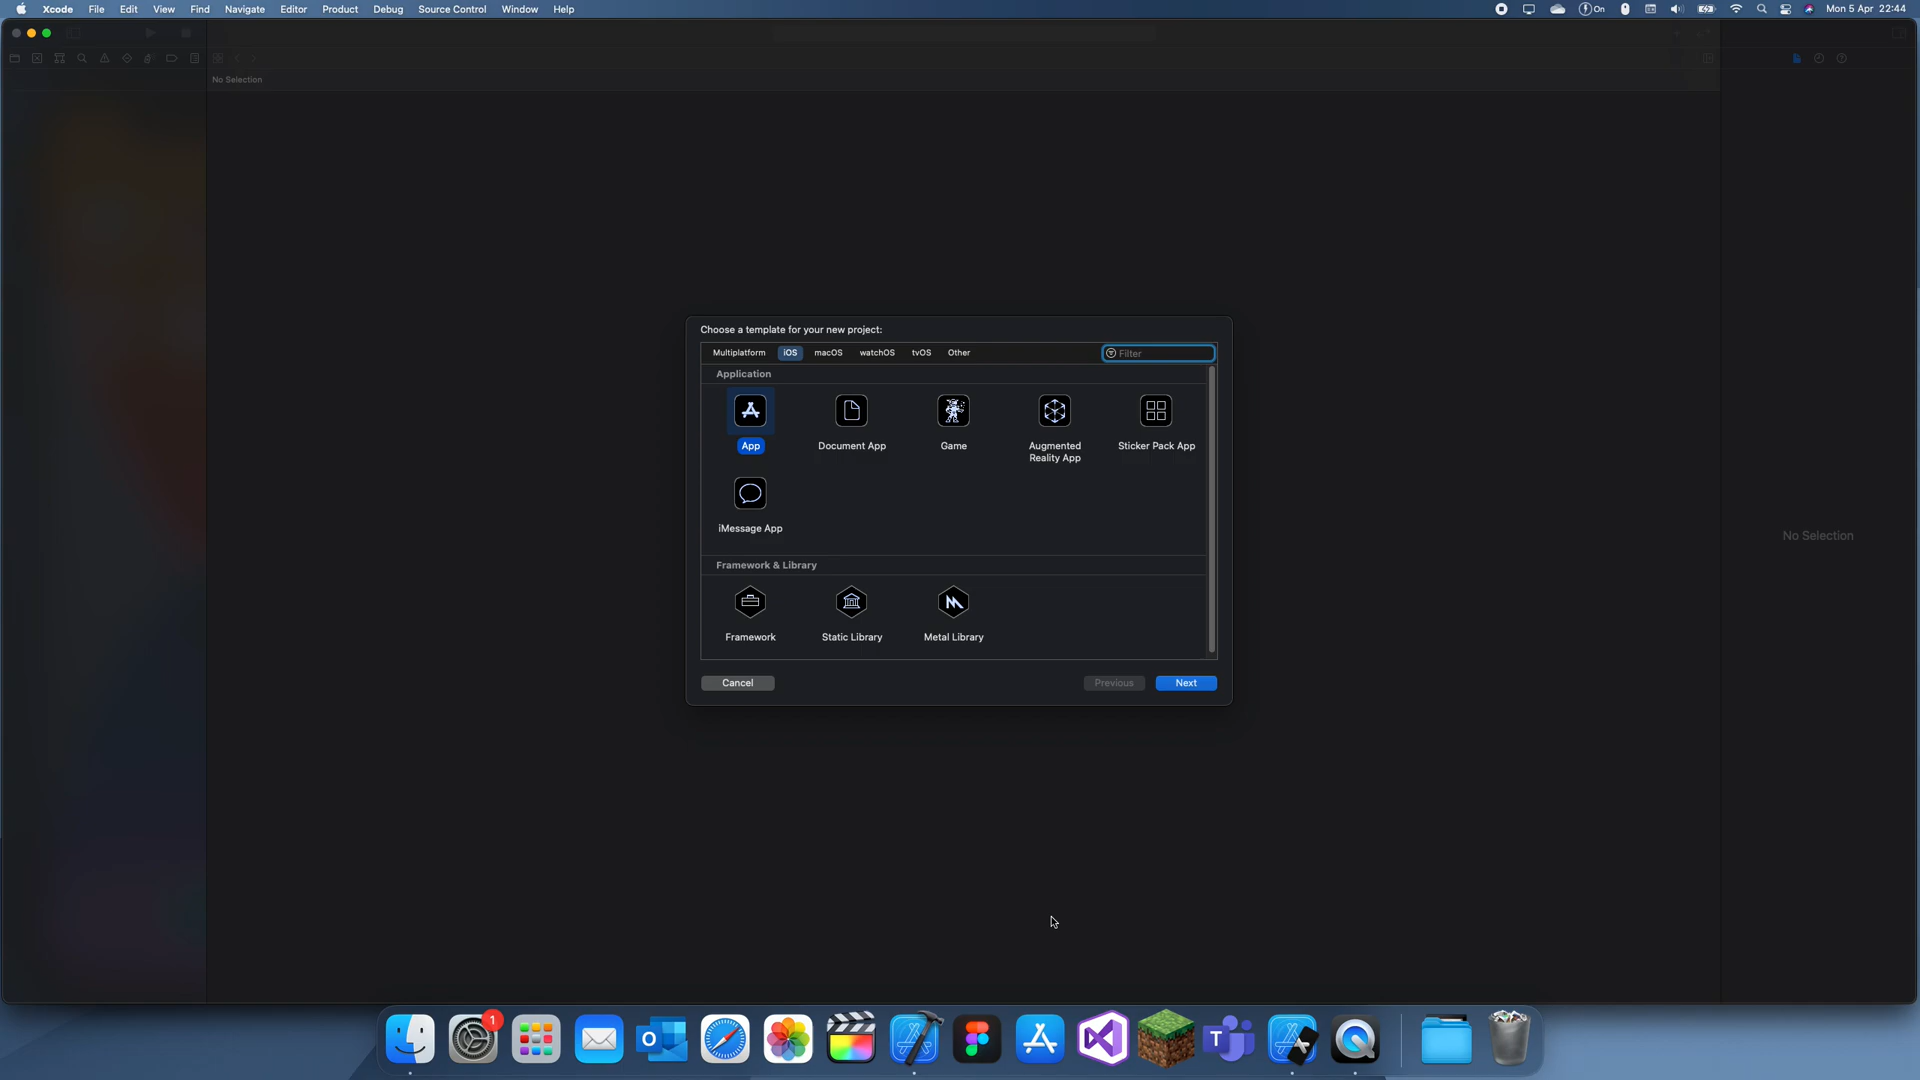 Xcode File Edit View Find Navigate Editor Product Debug Source Control Window Help On Mon 5 Apr 22:44
No Selection
Choose a template for your new project:
Multiplatform iOS macOS watchOS tvOS Other Filter
Application
App Document App Game Augmented Reality App Sticker Pack App
iMessage App
No Selection
Framework & Library
Framework Static Library Metal Library
Cancel Previous Next
1